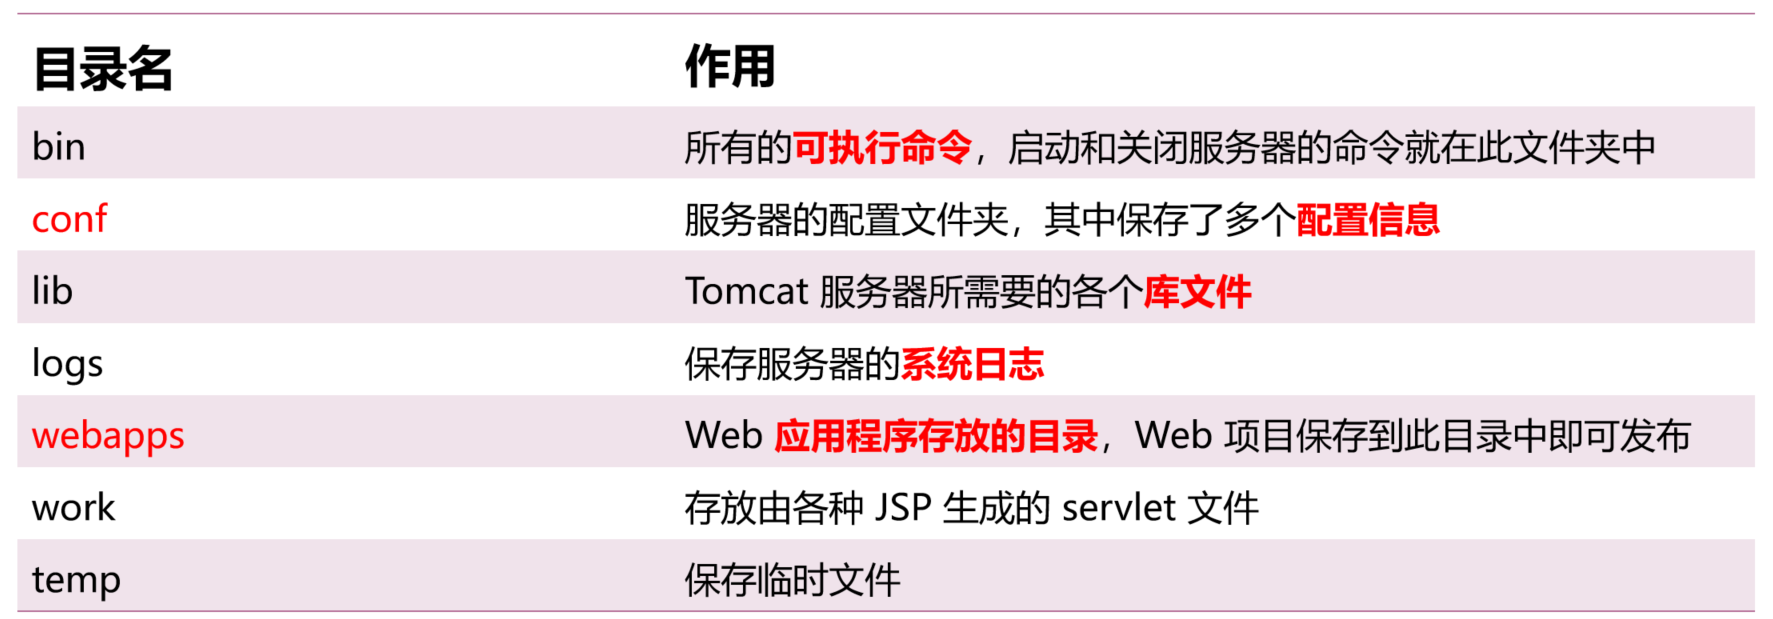 目录名 作用
bin 所有的可执行命令，启动和关闭服务器的命令就在此文件夹中
conf 服务器的配置文件夹，其中保存了多个配置信息
lib Tomcat 服务器所需要的各个库文件
logs 保存服务器的系统日志
webapps Web 应用程序存放的目录，Web 项目保存到此目录中即可发布
work 存放由各种 JSP 生成的 servlet 文件
temp 保存临时文件